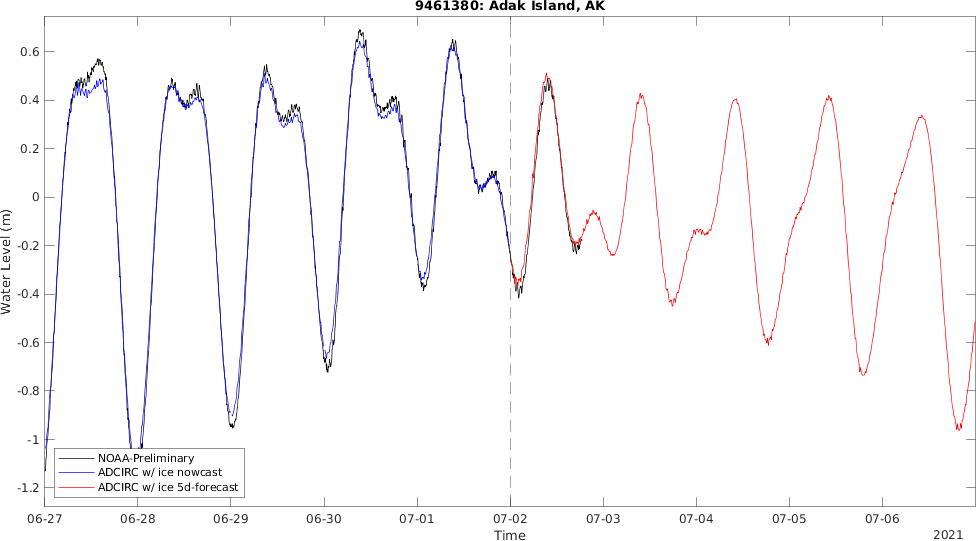 9461380: Adak Island, AK
Water Level (m)
0.6
0.4
0.2
0
-0.2
-0.4
-0.6
-0.8
-1
-1.2
NOAA-Preliminary
ADCIRC w/ ice nowcast
ADCIRC w/ ice 5d-forecast
06-27 06-28 06-29 06-30 07-01 07-02 07-03 07-04 07-05 07-06
Time
2021